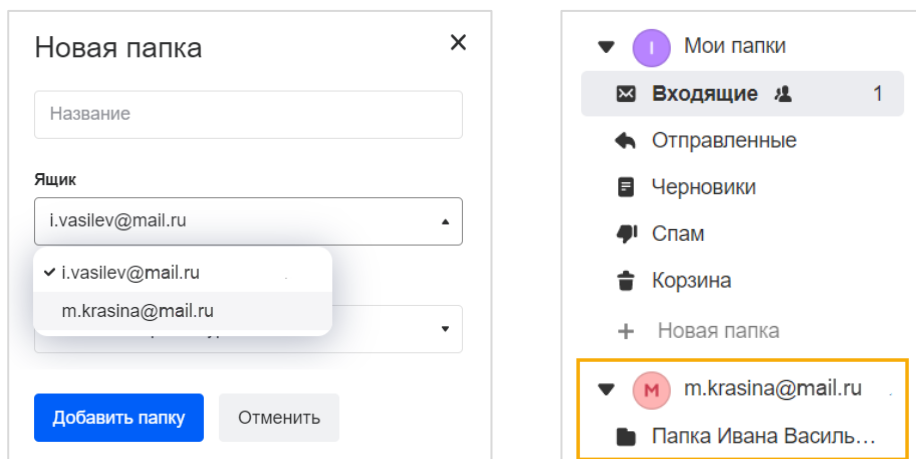 Новая папка
Название
Ящик
i.vasilev@mail.ru
i.vasilev@mail.ru
m.krasina@mail.ru
Добавить папку
Отменить
I
Мои папки
Входящие
1
Отправленные
Черновики
Спам
Корзина
Новая папка
M
m.krasina@mail.ru
Папка Ивана Василь...